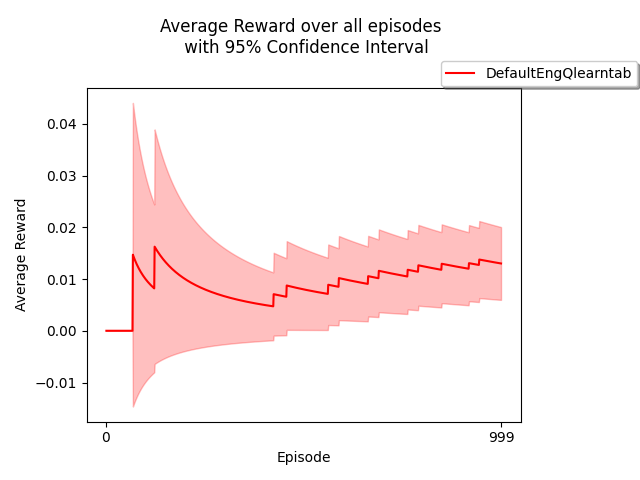 Average Reward over all episodes
with 95% Confidence Interval
DefaultEngQlearntab
0.04
0.03
0.02
0.01
0.00
−0.01
Average Reward
0
999
Episode